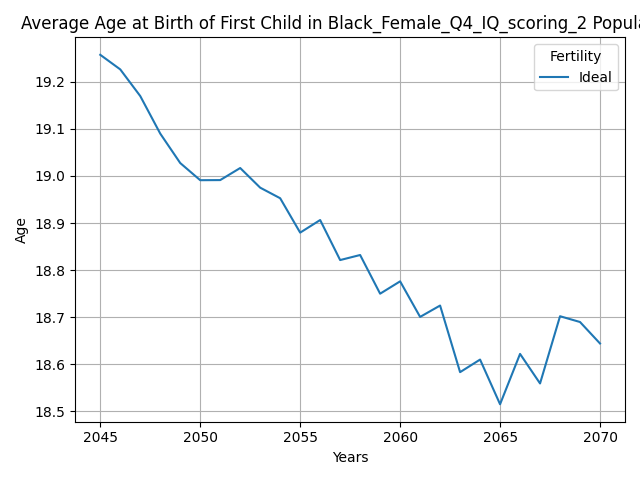 Average Age at Birth of First Child in Black_Female_Q4_IQ_scoring_2 Popula
Fertility
Ideal
Age
19.2
19.1
19.0
18.9
18.8
18.7
18.6
18.5
2045 2050 2055 2060 2065 2070
Years